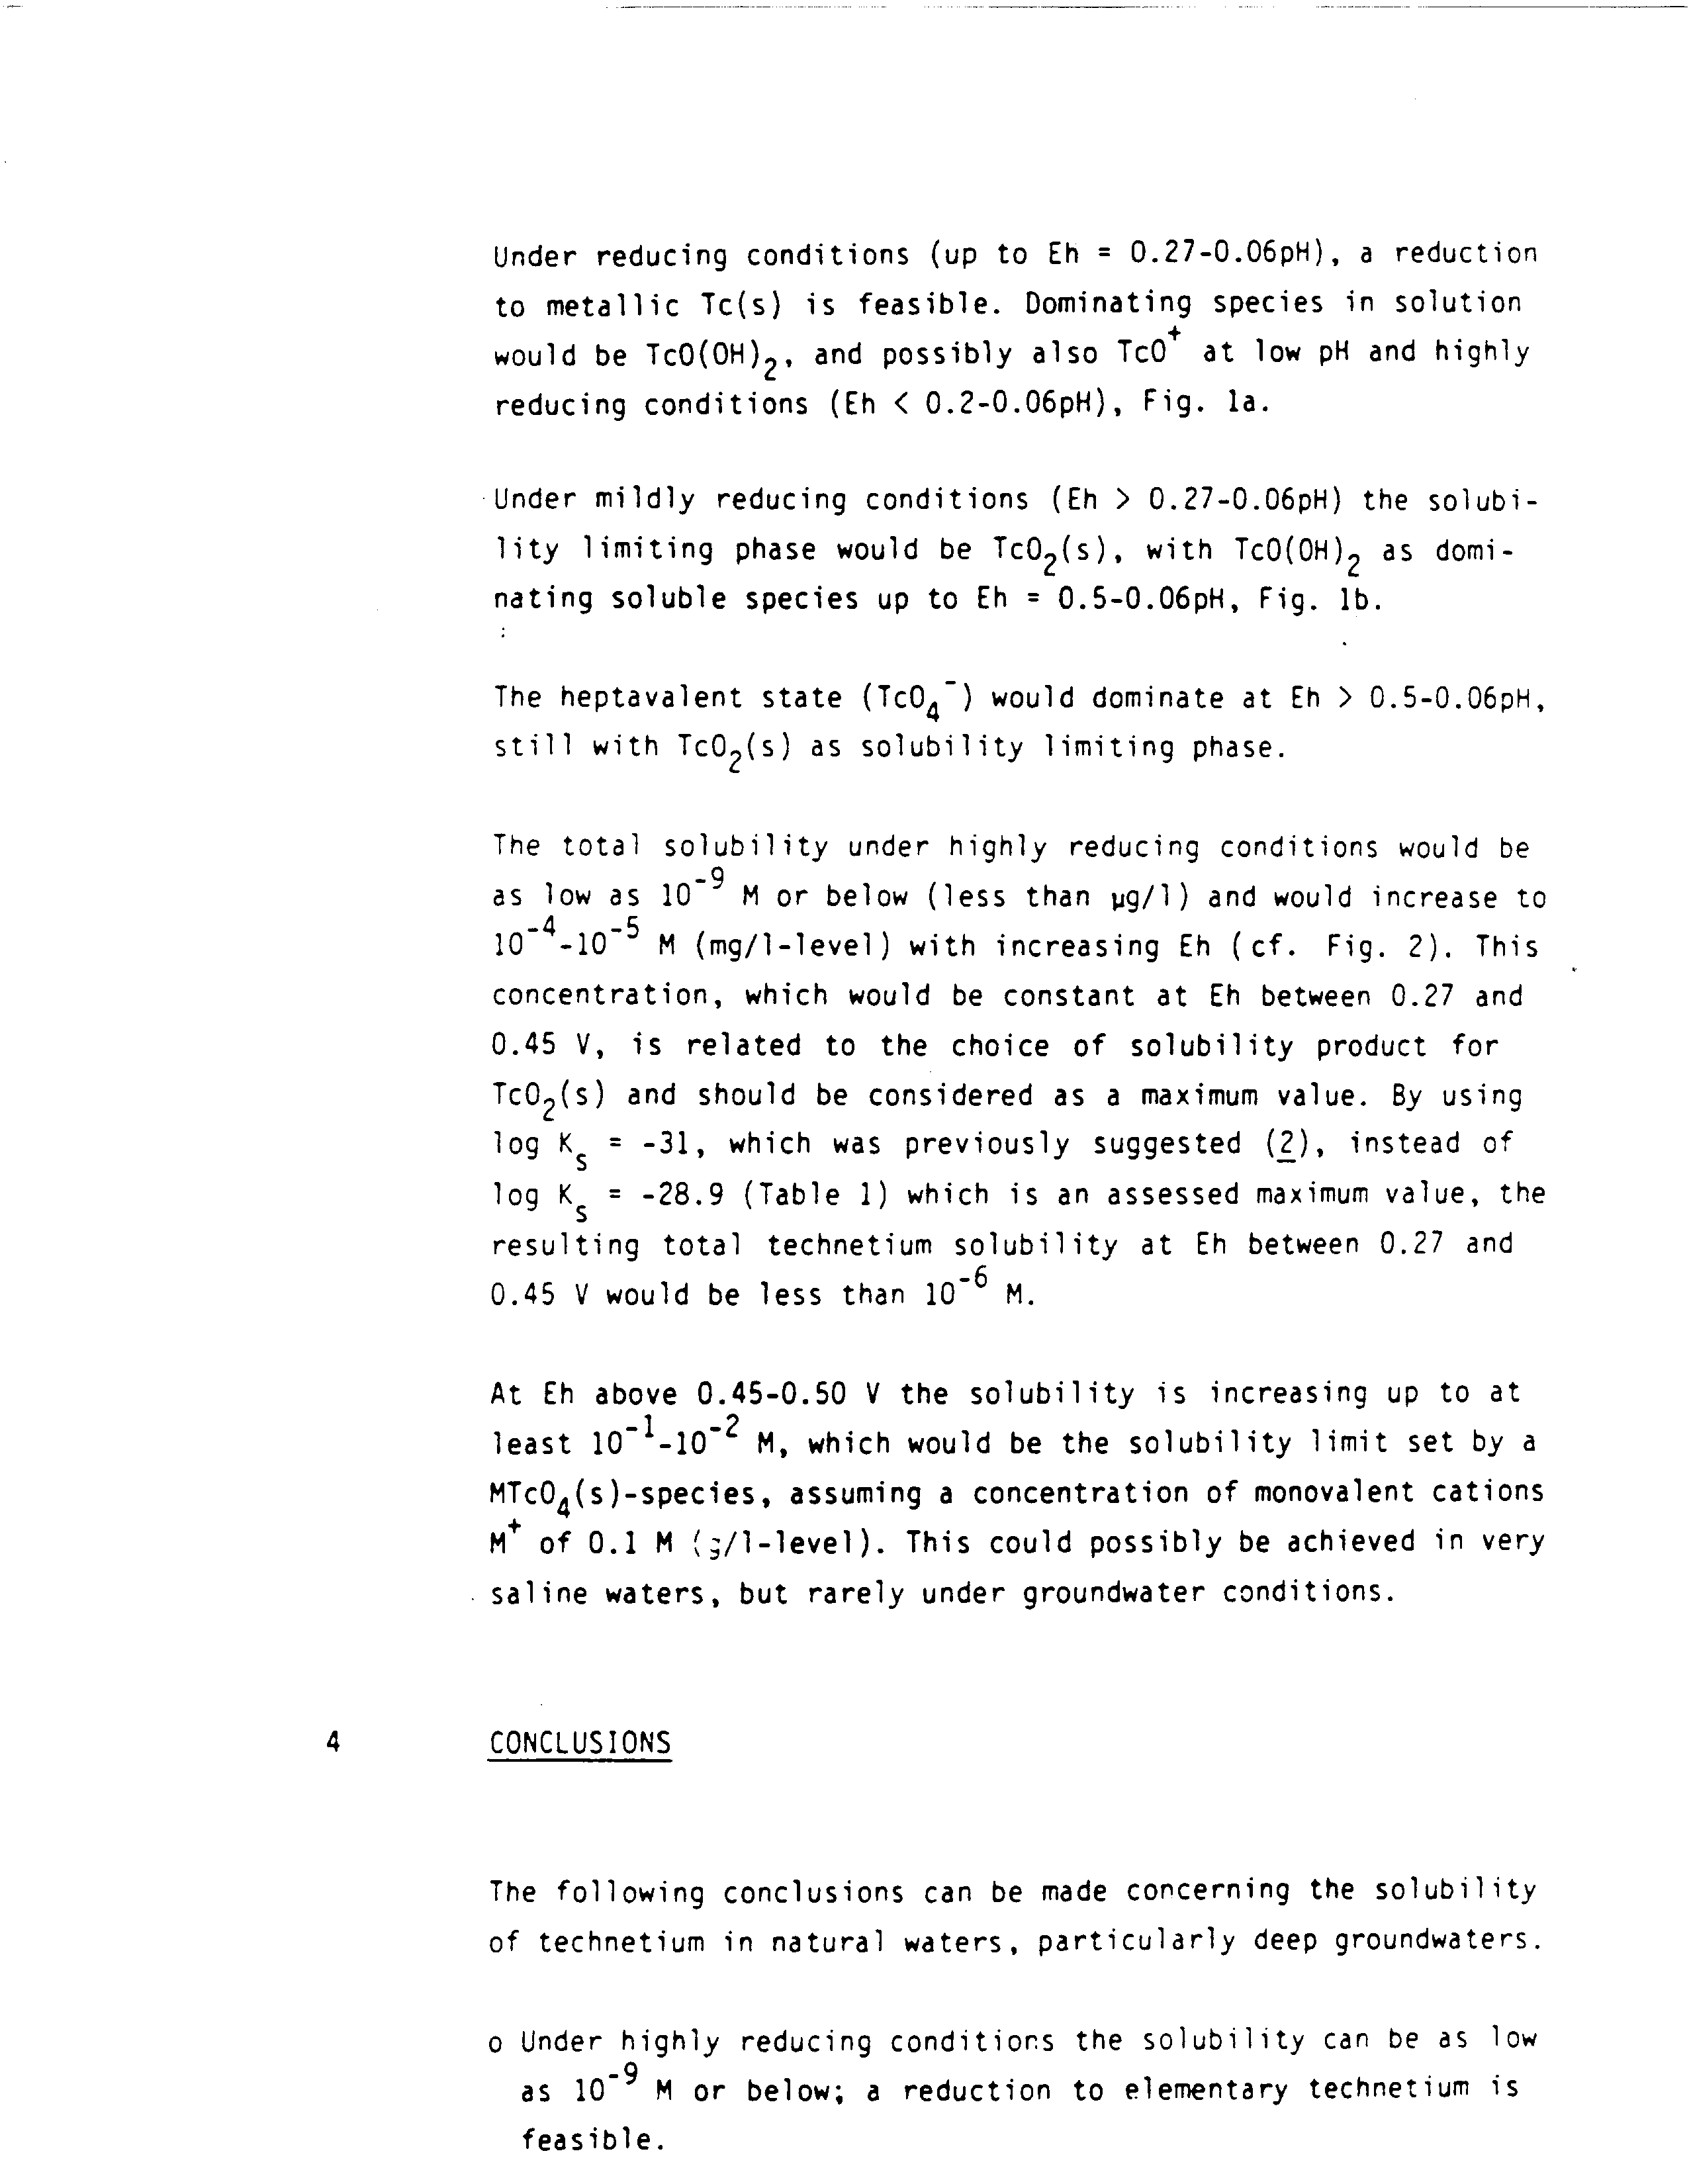 Under reducing conditions (up to Eh = 0.27-0.06pH), a reduction
to metallic Tc(s) is feasible. Dominating species in solution
would be TcO(OH)₂, and possibly also TcO⁺ at low pH and highly
reducing conditions (Eh < 0.2-0.06pH), Fig. 1a.
Under mildly reducing conditions (Eh > 0.27-0.06pH) the solubi-
lity limiting phase would be TcO₂(s), with TcO(OH)₂ as domi-
nating soluble species up to Eh = 0.5-0.06pH, Fig. 1b.
The heptavalent state (TcO₄⁻) would dominate at Eh > 0.5-0.06pH,
still with TcO₂(s) as solubility limiting phase.
The total solubility under highly reducing conditions would be
as low as 10⁻⁹ M or below (less than µg/l) and would increase to
10⁻⁴-10⁻⁵ M (mg/l-level) with increasing Eh (cf. Fig. 2). This
concentration, which would be constant at Eh between 0.27 and
0.45 V, is related to the choice of solubility product for
TcO₂(s) and should be considered as a maximum value. By using
log Kₛ = -31, which was previously suggested (2), instead of
log Kₛ = -28.9 (Table 1) which is an assessed maximum value, the
resulting total technetium solubility at Eh between 0.27 and
0.45 V would be less than 10⁻⁶ M.
At Eh above 0.45-0.50 V the solubility is increasing up to at
least 10⁻¹-10⁻² M, which would be the solubility limit set by a
MTcO₄(s)-species, assuming a concentration of monovalent cations
M⁺ of 0.1 M (g/l-level). This could possibly be achieved in very
saline waters, but rarely under groundwater conditions.
4 CONCLUSIONS
The following conclusions can be made concerning the solubility
of technetium in natural waters, particularly deep groundwaters.
o Under highly reducing conditions the solubility can be as low
as 10⁻⁹ M or below; a reduction to elementary technetium is
feasible.